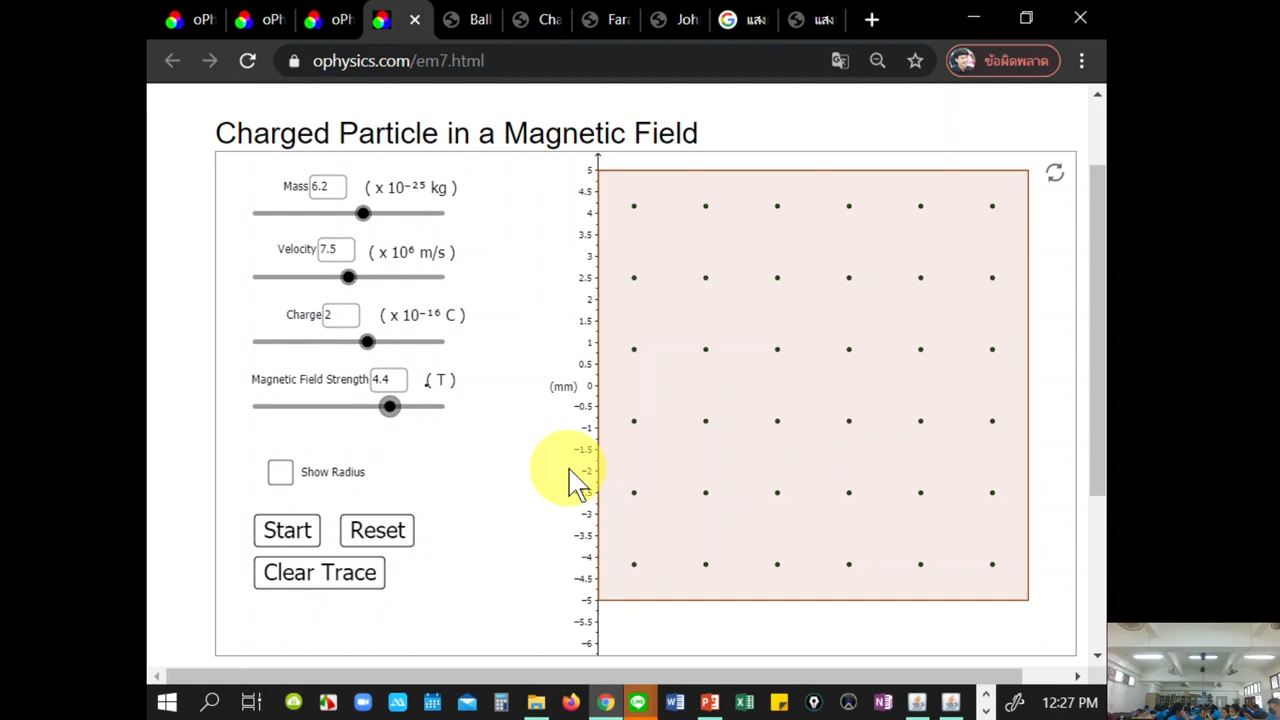 oPh oPh oPh Ball Cha Fara Joh แสง แสง
ophysics.com/em7.html ข้อผิดพลาด
Charged Particle in a Magnetic Field
Mass 6.2 ( x 10⁻²⁵ kg )
Velocity 7.5 ( x 10⁶ m/s )
Charge 2 ( x 10⁻¹⁶ C )
Magnetic Field Strength 4.4 ( T )
Show Radius
Start Reset
Clear Trace
5
4.5
4
3.5
3
2.5
2
1.5
1
0.5
(mm) 0
−0.5
−1
−1.5
−2
−3
−3.5
−4
−4.5
−5
−5.5
−6
12:27 PM